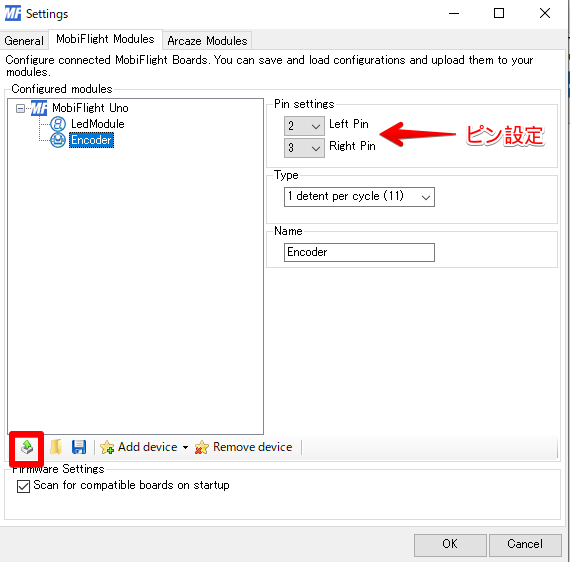 MF Settings
General MobiFlight Modules Arcaze Modules
Configure connected MobiFlight Boards. You can save and load configurations and upload them to your
modules.
Configured modules
MF MobiFlight Uno
LedModule
Encoder
Pin settings
2 Left Pin
3 Right Pin
ピン設定
Type
1 detent per cycle (11)
Name
Encoder
Add device Remove device
Firmware Settings
Scan for compatible boards on startup
OK Cancel